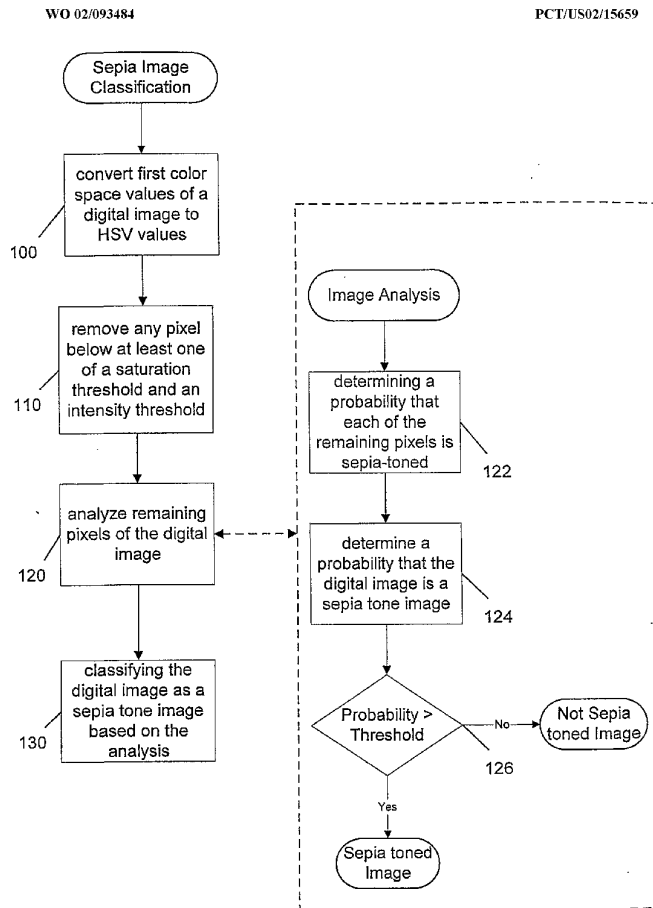 WO 02/093484
PCT/US02/15659
Sepia Image
Classification
convert first color
space values of a
digital image to
HSV values
100
remove any pixel
below at least one
of a saturation
threshold and an
intensity threshold
110
analyze remaining
pixels of the digital
image
120
classifying the
digital image as a
sepia tone image
based on the
analysis
130
Image Analysis
determining a
probability that
each of the
remaining pixels is
sepia-toned
122
determine a
probability that the
digital image is a
sepia tone image
124
Probability >
Threshold
126
No
Not Sepia
toned Image
Yes
Sepia toned
Image